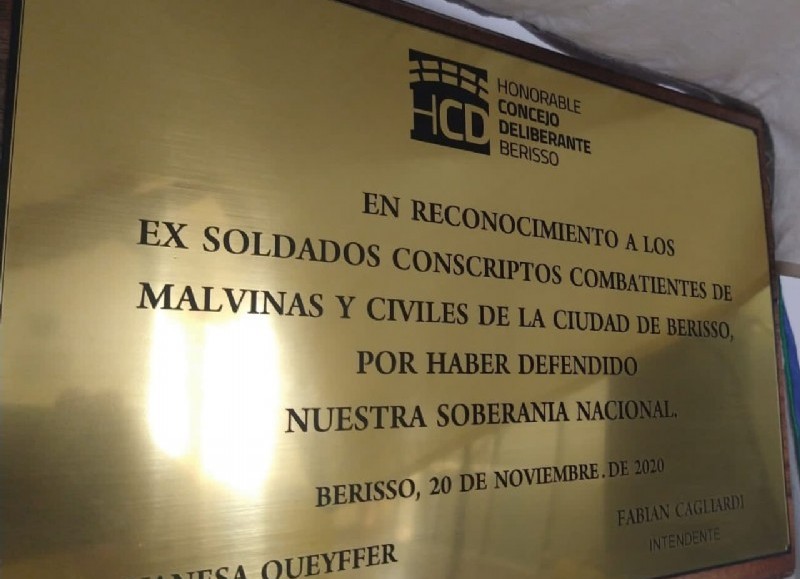 HCD
HONORABLE
CONCEJO
DELIBERANTE
BERISSO
EN RECONOCIMIENTO A LOS
EX SOLDADOS CONSCRIPTOS COMBATIENTES DE
MALVINAS Y CIVILES DE LA CIUDAD DE BERISSO,
POR HABER DEFENDIDO
NUESTRA SOBERANIA NACIONAL.
BERISSO, 20 DE NOVIEMBRE. DE 2020
FABIAN CAGLIARDI
INTENDENTE
QUEYFFER